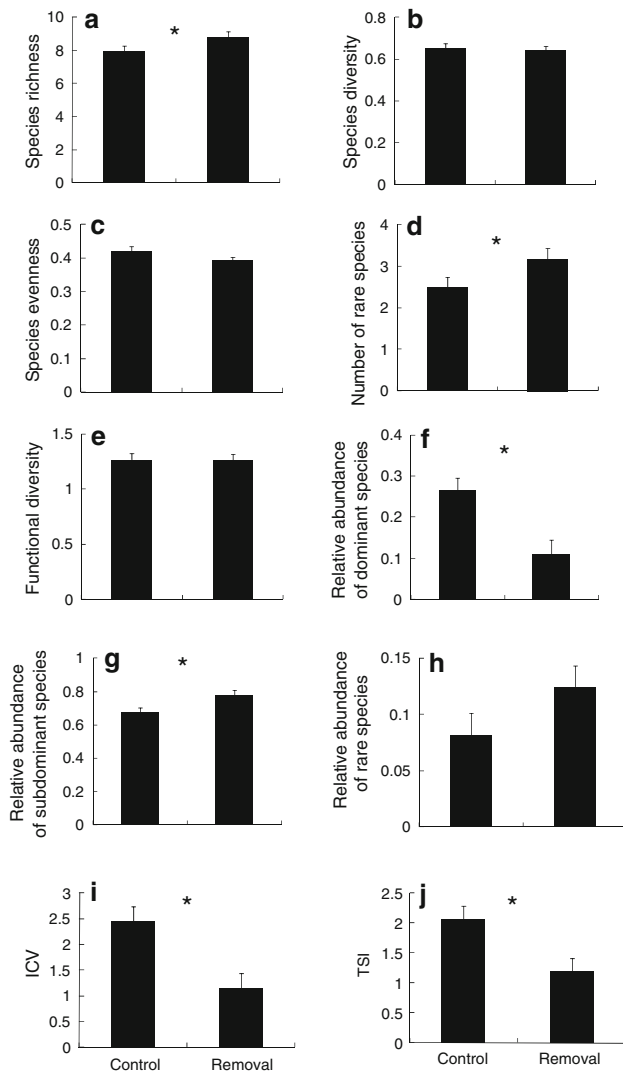 a
*
Species richness
10
8
6
4
2
0
b
Species diversity
0.8
0.6
0.4
0.2
0
c
Species evenness
0.5
0.4
0.3
0.2
0.1
0
d
*
Number of rare species
4
3
2
1
0
e
Functional diversity
1.5
1
0.5
0
f
*
Relative abundance
of dominant species
0.4
0.3
0.2
0.1
0
g
*
Relative abundance
of subdominant species
1
0.8
0.6
0.4
0.2
0
h
Relative abundance
of rare species
0.15
0.1
0.05
0
i
*
ICV
3
2.5
2
1.5
1
0.5
0
Control
Removal
j
*
TSI
2.5
2
1.5
1
0.5
0
Control
Removal